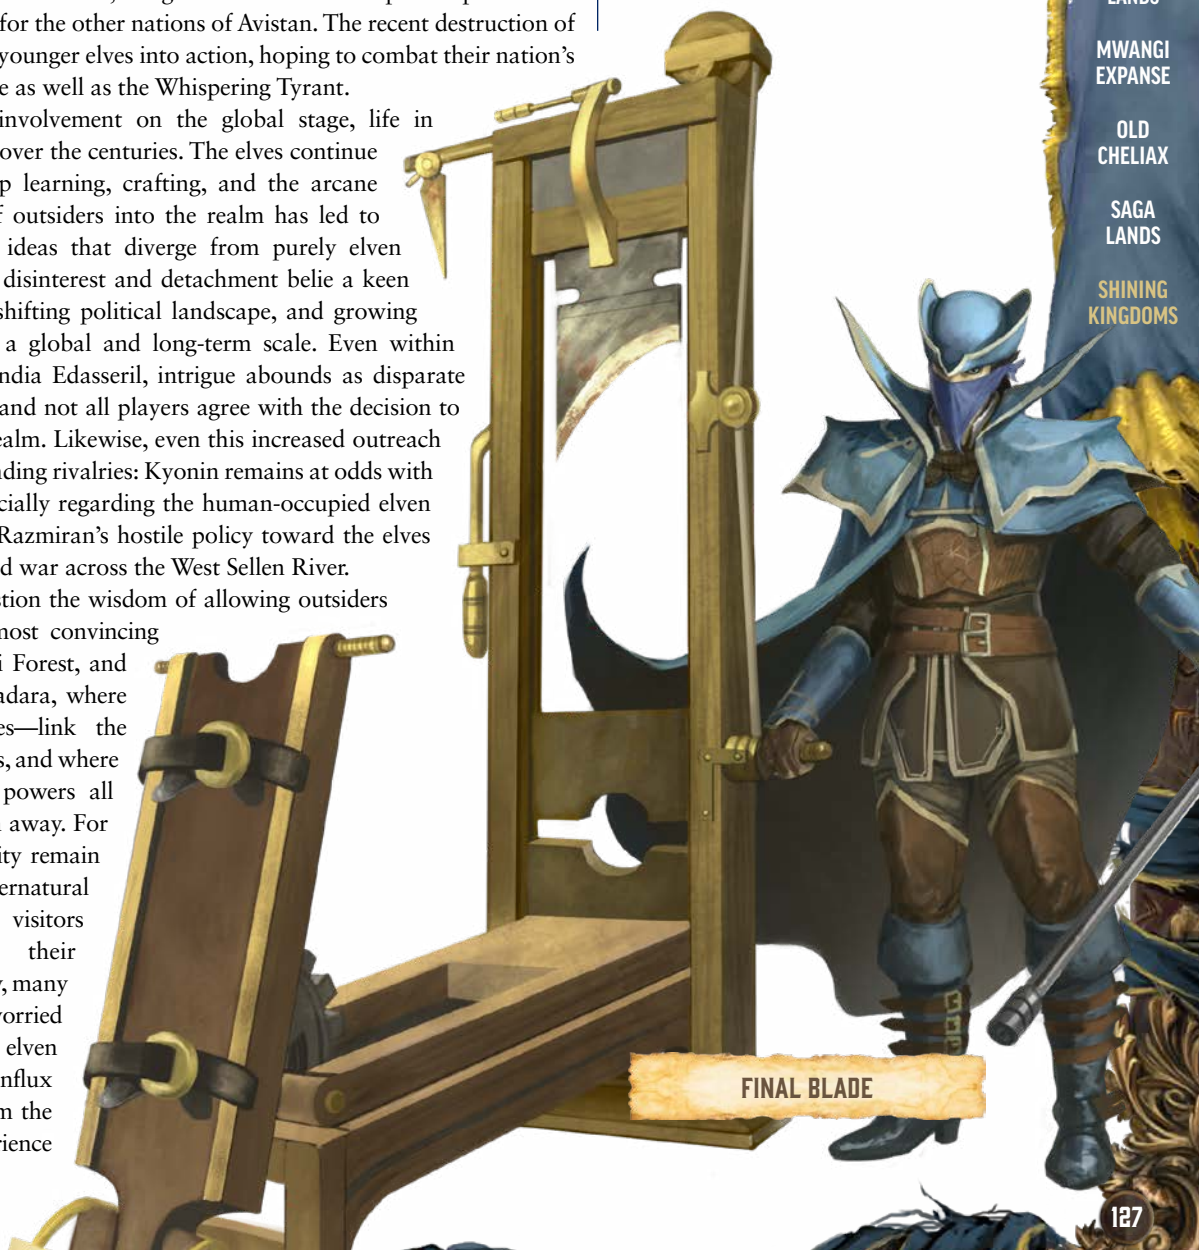 for the other nations of Avistan. The recent destruction of
younger elves into action, hoping to combat their nation's
e as well as the Whispering Tyrant.
involvement on the global stage, life in
over the centuries. The elves continue
p learning, crafting, and the arcane
f outsiders into the realm has led to
ideas that diverge from purely elven
disinterest and detachment belie a keen
shifting political landscape, and growing
a global and long-term scale. Even within
ndia Edasseril, intrigue abounds as disparate
and not all players agree with the decision to
ealm. Likewise, even this increased outreach
nding rivalries: Kyonin remains at odds with
cially regarding the human-occupied elven
Razmiran's hostile policy toward the elves
d war across the West Sellen River.
stion the wisdom of allowing outsiders
most convincing
i Forest, and
adara, where
es—link the
s, and where
powers all
n away. For
ity remain
ernatural
visitors
their
y, many
vorried
elven
nflux
m the
rience
LANDS
MWANGI
EXPANSE
OLD
CHELIAX
SAGA
LANDS
SHINING
KINGDOMS
FINAL BLADE
127